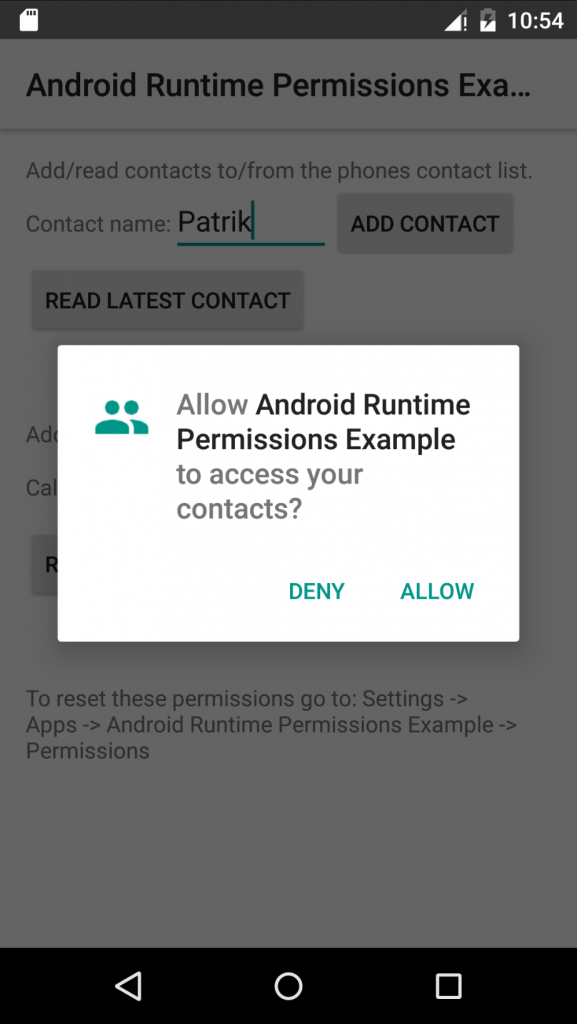 10:54
Android Runtime Permissions Exa...
Add/read contacts to/from the phones contact list.
Contact name: Patrik ADD CONTACT
READ LATEST CONTACT
Allow Android Runtime
Permissions Example
to access your
contacts?
DENY ALLOW
To reset these permissions go to: Settings ->
Apps -> Android Runtime Permissions Example ->
Permissions